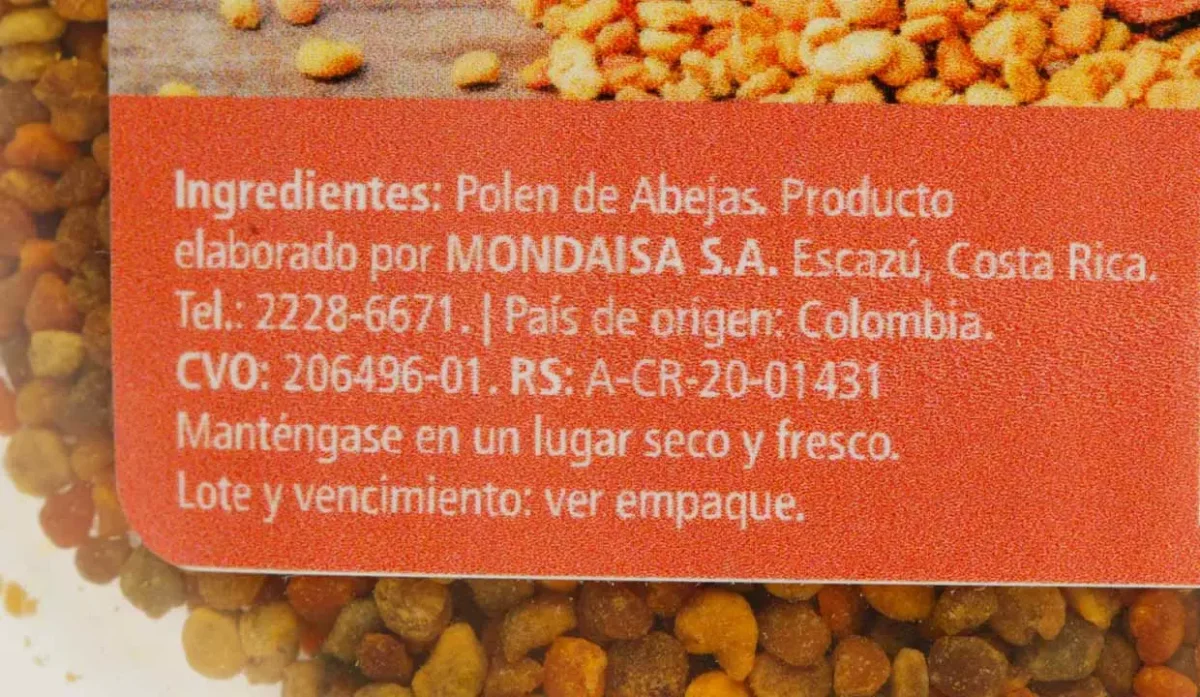 Ingredientes: Polen de Abejas. Producto
elaborado por MONDAISA S.A. Escazú, Costa Rica.
Tel.: 2228-6671. | País de origen: Colombia.
CVO: 206496-01. RS: A-CR-20-01431
Manténgase en un lugar seco y fresco.
Lote y vencimiento: ver empaque.